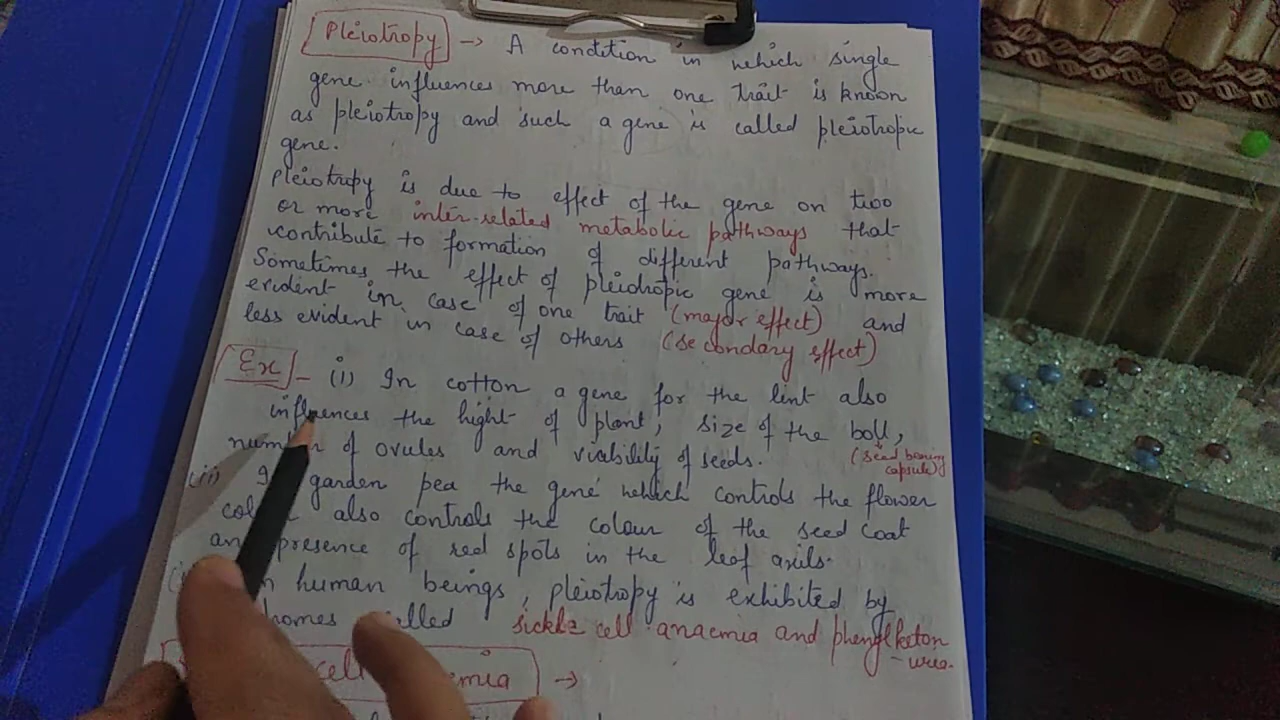 Pleiotropy → A condition in which single
gene influences more than one trait is known
as pleiotropy and such a gene is called pleiotropic
gene.
Pleiotropy is due to effect of the gene on two
or more inter-related metabolic pathways that
contribute to formation of different pathways.
Sometimes the effect of pleiotropic gene is more
evident in case of one trait (major effect) and
less evident in case of others (secondary effect)
Ex - (i) In cotton a gene for the lint also
influences the hight of plant, size of the boll,
of ovules and viability of seeds. (seed bearing
capsule)
(ii) garden pea the gene which controls the flower
also controls the colour of the seed coat
presence of red spots in the leaf axils.
human beings, pleiotropy is exhibited by
sickle cell anaemia and phenylketon
-urea.
cell →